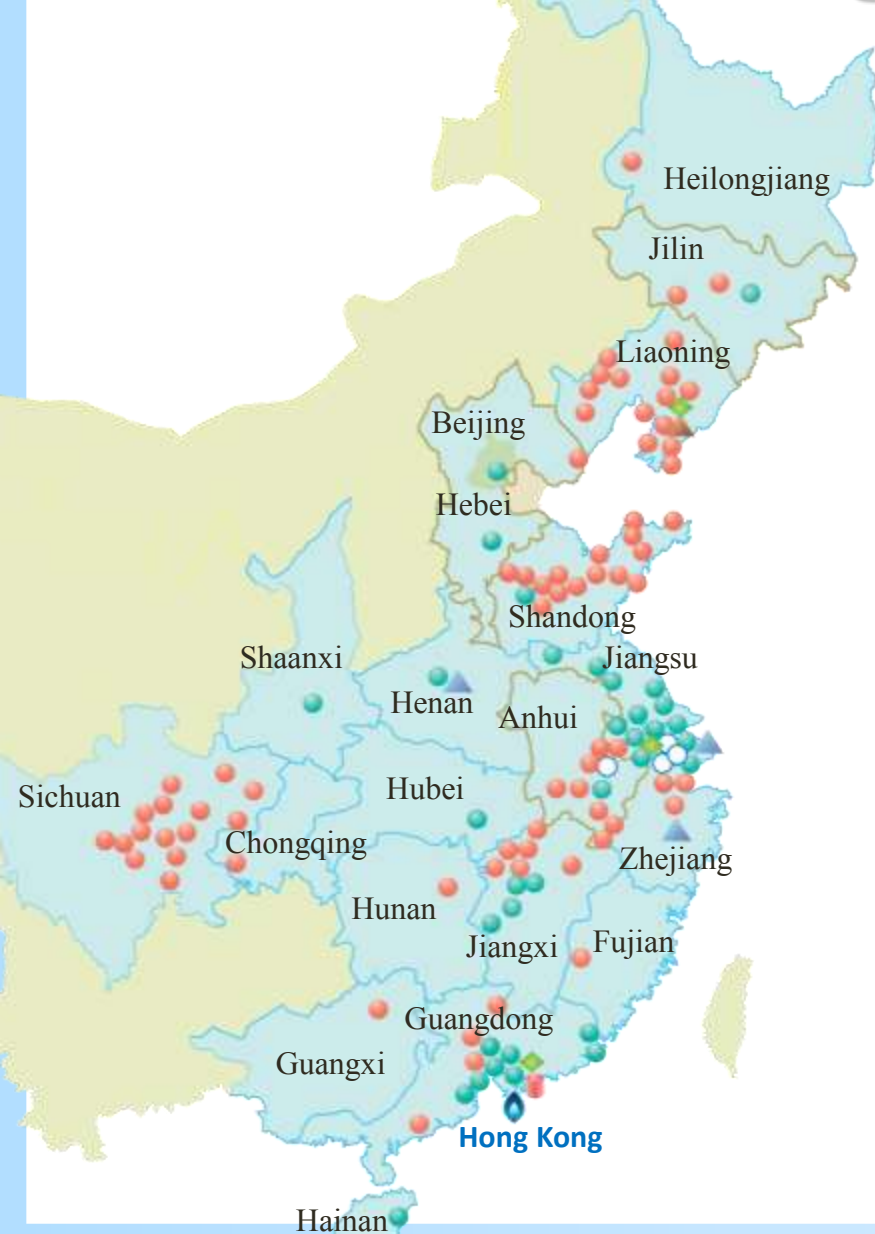 Heilongjiang
Jilin
Liaoning
Beijing
Hebei
Shandong
Shaanxi
Jiangsu
Henan
Anhui
Sichuan
Hubei
Chongqing
Zhejiang
Hunan
Jiangxi
Fujian
Guangdong
Guangxi
Hong Kong
Hainan